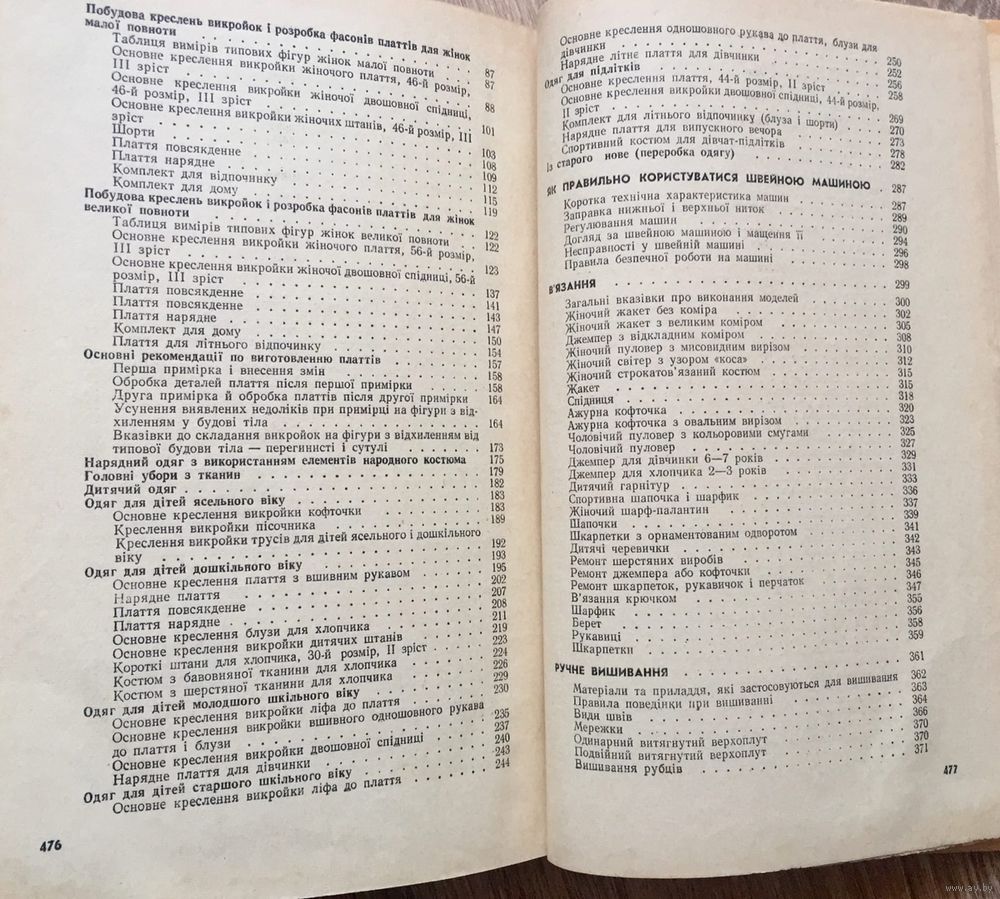 Побудова креслень викройок і розробка фасонів платтів для жінок
малої повноти . . . 87
Таблиця вимірів типових фігур жінок малої повноти . . . 87
Основне креслення викройки жіночого плаття, 46-й розмір,
III зріст . . . 88
Основне креслення викройки жіночої двошовної спідниці,
46-й розмір, III зріст . . . 101
Основне креслення викройки жіночих штанів, 46-й розмір, III
зріст . . . 103
Шорти . . . 108
Плаття повсякденне . . . 109
Плаття нарядне . . . 112
Комплект для відпочинку . . . 115
Комплект для дому . . . 119
Побудова креслень викройок і розробка фасонів платтів для жінок
великої повноти . . . 122
Таблиця вимірів типових фігур жінок великої повноти . . . 122
Основне креслення викройки жіночого плаття, 56-й розмір,
III зріст . . . 123
Основне креслення викройки жіночої двошовної спідниці, 56-й
розмір, III зріст . . . 137
Плаття повсякденне . . . 141
Плаття повсякденне . . . 143
Плаття нарядне . . . 147
Комплект для дому . . . 150
Плаття для літнього відпочинку . . . 154
Основні рекомендації по виготовленню платтів . . . 157
Перша примірка і внесення змін . . . 158
Обробка деталей плаття після першої примірки . . . 158
Друга примірка й обробка платтів після другої примірки 164
Усунення виявлених недоліків при примірці на фігури з від-
хиленням у будові тіла . . . 164
Вказівки до складання викройок на фігури з відхиленням від
типової будови тіла — перегинисті і сутулі . . . 173
Нарядний одяг з використанням елементів народного костюма 175
Головні убори з тканин . . . 179
Дитячий одяг . . . 182
Одяг для дітей ясельного віку . . . 183
Основне креслення викройки кофточки . . . 183
Креслення викройки пісочника . . . 189
Креслення викройки трусів для дітей ясельного і дошкільного
віку . . . 192
Одяг для дітей дошкільного віку . . . 193
Основне креслення плаття з вшивним рукавом . . . 195
Нарядне плаття . . . 202
Плаття повсякденне . . . 207
Плаття нарядне . . . 208
Основне креслення блузи для хлопчика . . . 211
Основне креслення викройки дитячих штанів . . . 219
Короткі штани для хлопчика, 30-й розмір, II зріст . . . 223
Костюм з бавовняної тканини для хлопчика . . . 224
Костюм з шерстяної тканини для хлопчика . . . 226
Одяг для дітей молодшого шкільного віку . . . 229
Основне креслення викройки ліфа до плаття . . . 230
Основне креслення викройки вшивного одношовного рукава
до плаття і блузи . . . 235
Основне креслення викройки двошовної спідниці . . . 237
Нарядне плаття для дівчинки . . . 240
Одяг для дітей старшого шкільного віку . . . 243
Основне креслення викройки ліфа до плаття . . . 244
476
Основне креслення одношовного рукава до плаття, блузи для
дівчинки . . . 250
Нарядне літнє плаття для дівчинки . . . 252
Одяг для підлітків . . . 256
Основне креслення плаття, 44-й розмір, II зріст . . . 258
Основне креслення викройки двошовної спідниці, 44-й розмір,
II зріст . . . 269
Комплект для літнього відпочинку (блуза і шорти) . . . 270
Нарядне плаття для випускного вечора . . . 273
Спортивний костюм для дівчат-підлітків . . . 278
Із старого нове (переробка одягу) . . . 282
ЯК ПРАВИЛЬНО КОРИСТУВАТИСЯ ШВЕЙНОЮ МАШИНОЮ . 287
Коротка технічна характеристика машин . . . 287
Заправка нижньої і верхньої ниток . . . 289
Регулювання машин . . . 290
Догляд за швейною машиною і мащення її . . . 294
Несправності у швейній машині . . . 296
Правила безпечної роботи на машині . . . 298
В'ЯЗАННЯ . . . 299
Загальні вказівки про виконання моделей . . . 300
Жіночий жакет без коміра . . . 302
Жіночий жакет з великим коміром . . . 305
Джемпер з відкладним коміром . . . 308
Жіночий пуловер з мисовидним вирізом . . . 310
Жіночий світер з узором «коса» . . . 312
Жіночий строкатов'язаний костюм . . . 315
Жакет . . . 315
Спідниця . . . 318
Ажурна кофточка . . . 320
Ажурна кофточка з овальним вирізом . . . 323
Чоловічий пуловер з кольоровими смугами . . . 325
Чоловічий пуловер . . . 327
Джемпер для дівчинки 6—7 років . . . 329
Джемпер для хлопчика 2—3 років . . . 331
Дитячий гарнітур . . . 333
Спортивна шапочка і шарфик . . . 336
Жіночий шарф-палантин . . . 337
Шапочки . . . 339
Шкарпетки з орнаментованим одворотом . . . 341
Дитячі черевички . . . 342
Ремонт шерстяних виробів . . . 343
Ремонт джемпера або кофточки . . . 345
Ремонт шкарпеток, рукавичок і перчаток . . . 346
В'язання крючком . . . 347
Шарфик . . . 355
Берет . . . 356
Рукавиці . . . 358
Шкарпетки . . . 359
РУЧНЕ ВИШИВАННЯ . . . 361
Матеріали та приладдя, які застосовуються для вишивання 362
Правила поведінки при вишиванні . . . 363
Види швів . . . 364
Мережки . . . 366
Одинарний витягнутий верхоплут . . . 370
Подвійний витягнутий верхоплут . . . 370
Вишивання рубців . . . 371
477
www.ay.by